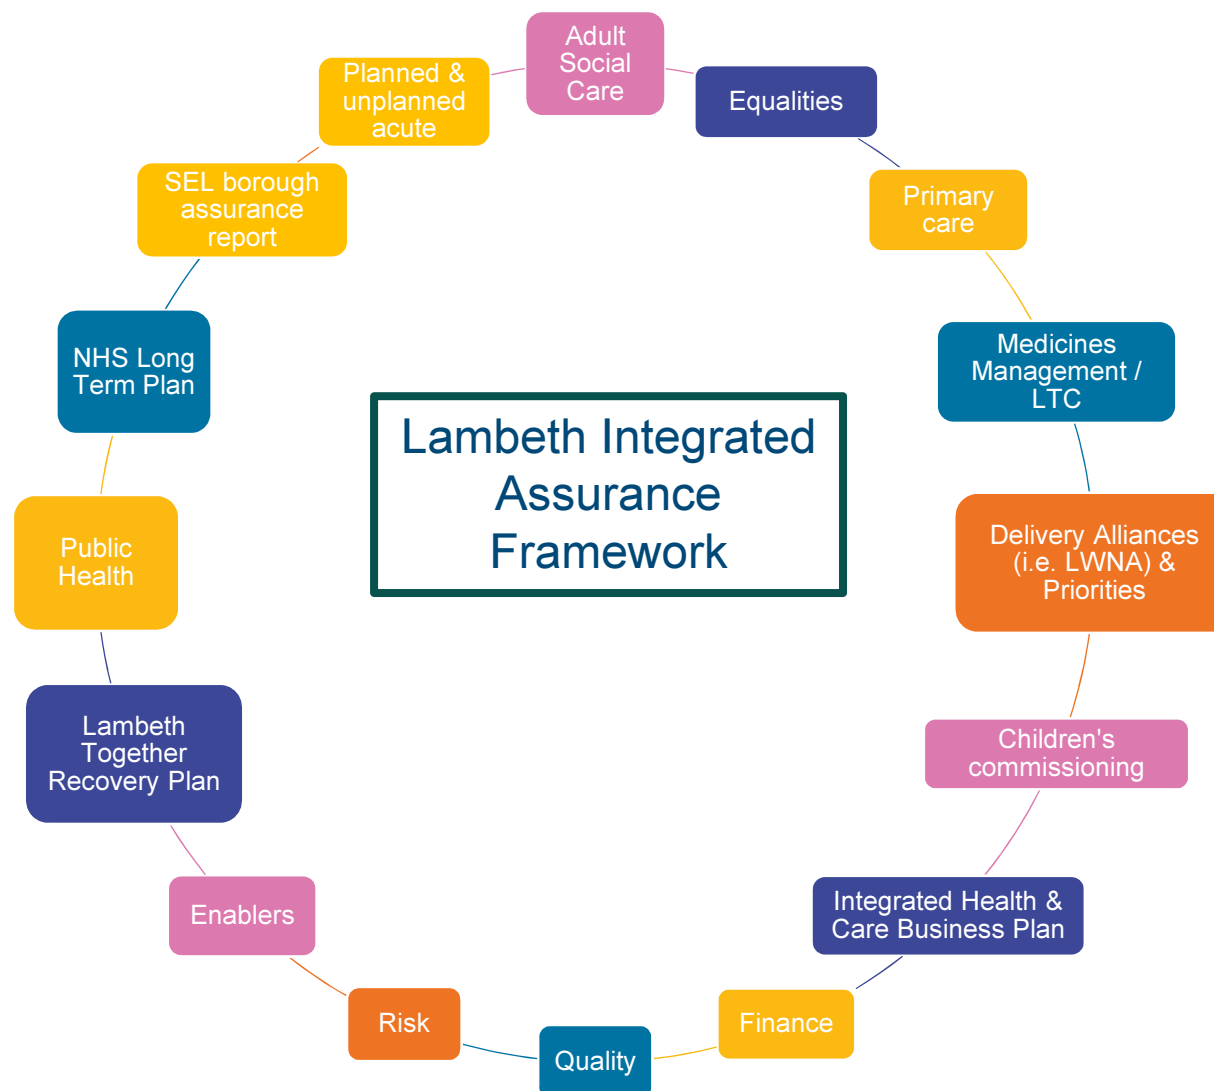 Adult
Social
Care
Equalities
Primary
care
Medicines
Management /
LTC
Delivery Alliances
(i.e. LWNA) &
Priorities
Children's
commissioning
Integrated Health &
Care Business Plan
Finance
Quality
Risk
Enablers
Lambeth
Together
Recovery Plan
Public
Health
NHS Long
Term Plan
SEL borough
assurance
report
Planned &
unplanned
acute
Lambeth Integrated
Assurance
Framework